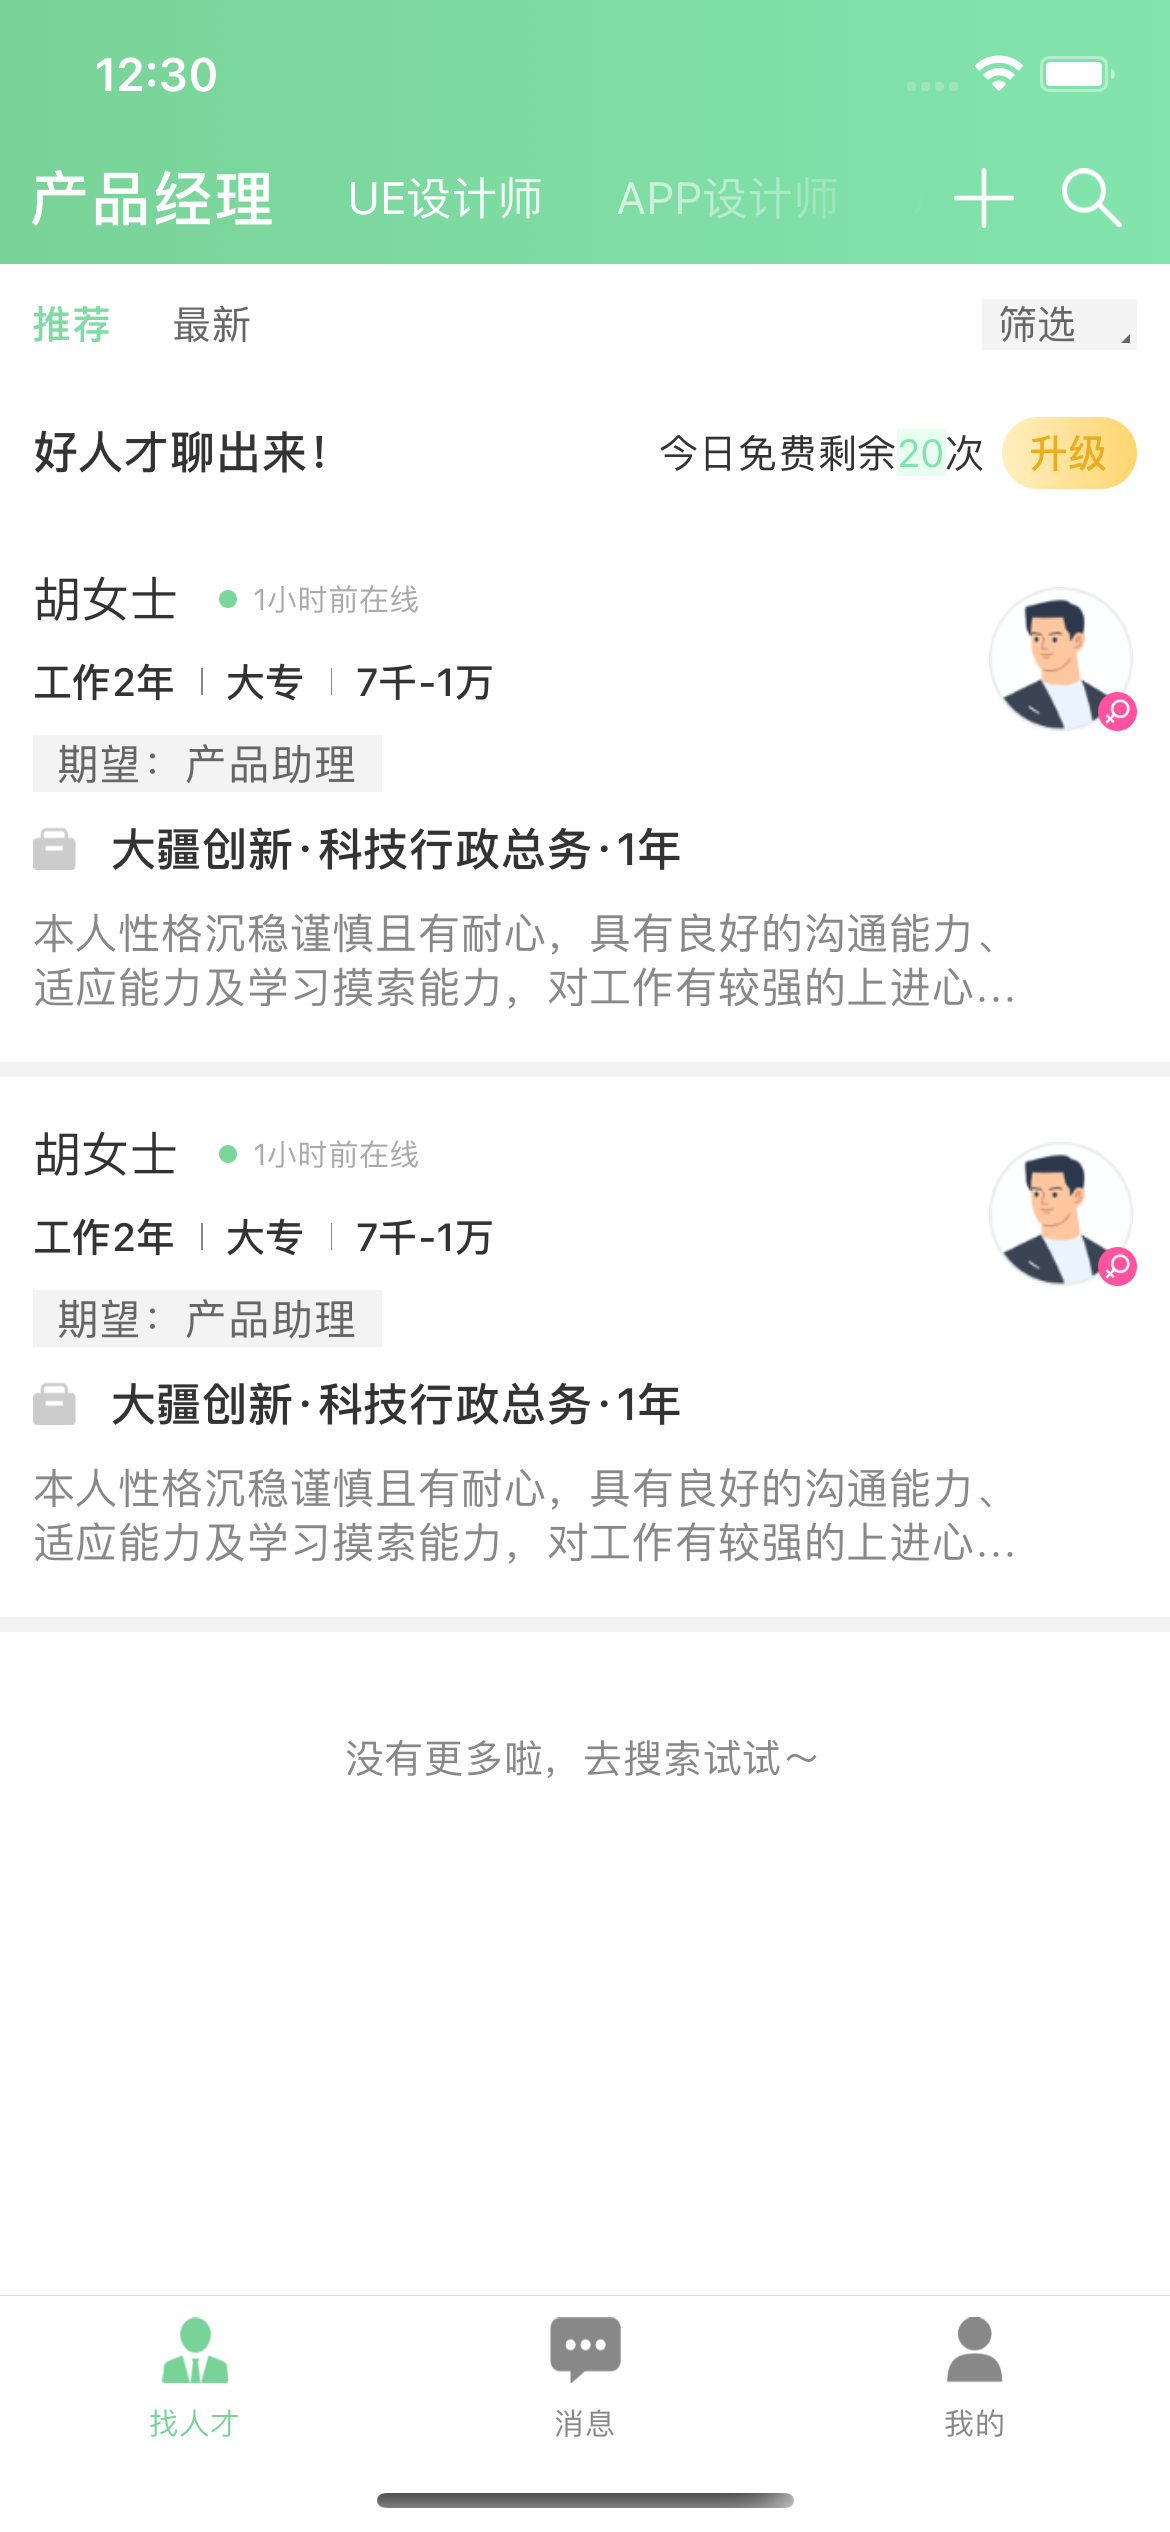 12:30
产品经理 UE设计师 APP设计师
推荐 最新 筛选
好人才聊出来！ 今日免费剩余20次 升级
胡女士 1小时前在线
工作2年 | 大专 | 7千-1万
期望：产品助理
大疆创新·科技行政总务·1年
本人性格沉稳谨慎且有耐心，具有良好的沟通能力、
适应能力及学习摸索能力，对工作有较强的上进心...
胡女士 1小时前在线
工作2年 | 大专 | 7千-1万
期望：产品助理
大疆创新·科技行政总务·1年
本人性格沉稳谨慎且有耐心，具有良好的沟通能力、
适应能力及学习摸索能力，对工作有较强的上进心...
没有更多啦，去搜索试试～
找人才 消息 我的